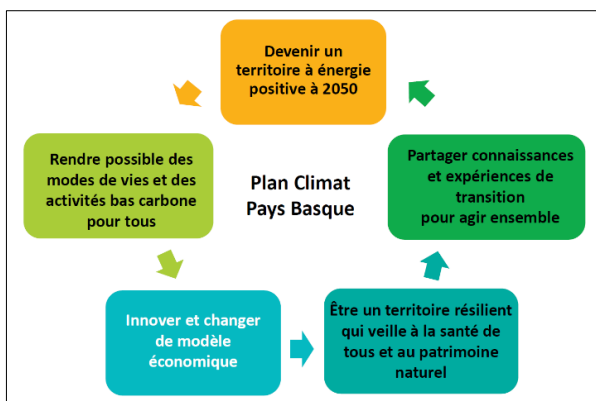 Devenir un
territoire à énergie
positive à 2050
Rendre possible des
modes de vies et des
activités bas carbone
pour tous
Plan Climat
Pays Basque
Partager connaissances
et expériences de
transition
pour agir ensemble
Innover et changer
de modèle
économique
Être un territoire résilient
qui veille à la santé de
tous et au patrimoine
naturel